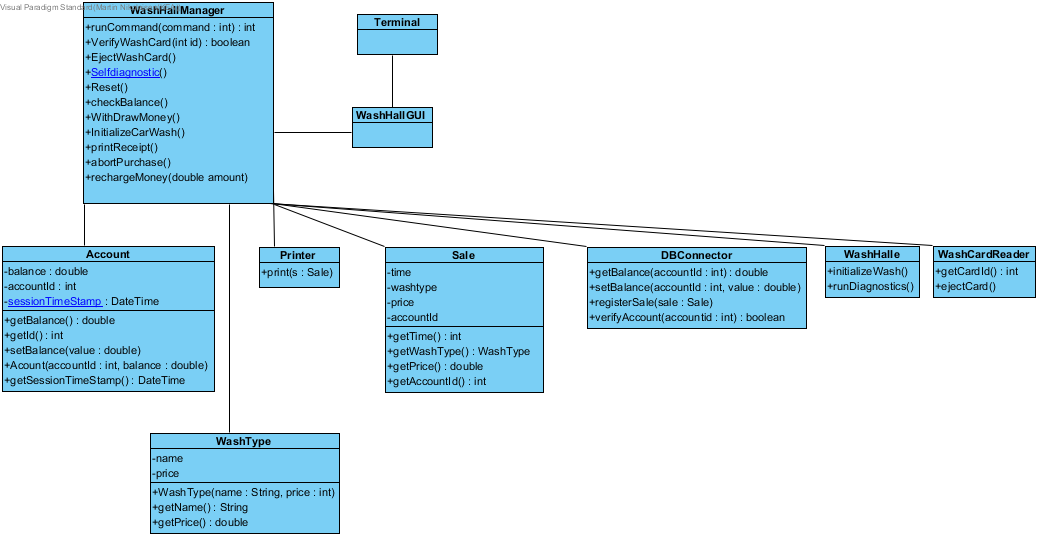 Visual Paradigm Standard(Martin Ni
WashHallManager
+runCommand(command : int) : int
+VerifyWashCard(int id) : boolean
+EjectWashCard()
+Selfdiagnostic()
+Reset()
+checkBalance()
+WithDrawMoney()
+InitializeCarWash()
+printReceipt()
+abortPurchase()
+rechargeMoney(double amount)
Terminal
WashHallGUI
Account
-balance : double
-accountId : int
-sessionTimeStamp : DateTime
+getBalance() : double
+getId() : int
+setBalance(value : double)
+Acount(accountId : int, balance : double)
+getSessionTimeStamp() : DateTime
Printer
+print(s : Sale)
Sale
-time
-washtype
-price
-accountId
+getTime() : int
+getWashType() : WashType
+getPrice() : double
+getAccountId() : int
DBConnector
+getBalance(accountId : int) : double
+setBalance(accountId : int, value : double)
+registerSale(sale : Sale)
+verifyAccount(accountid : int) : boolean
WashHalle
+initializeWash()
+runDiagnostics()
WashCardReader
+getCardId() : int
+ejectCard()
WashType
-name
-price
+WashType(name : String, price : int)
+getName() : String
+getPrice() : double